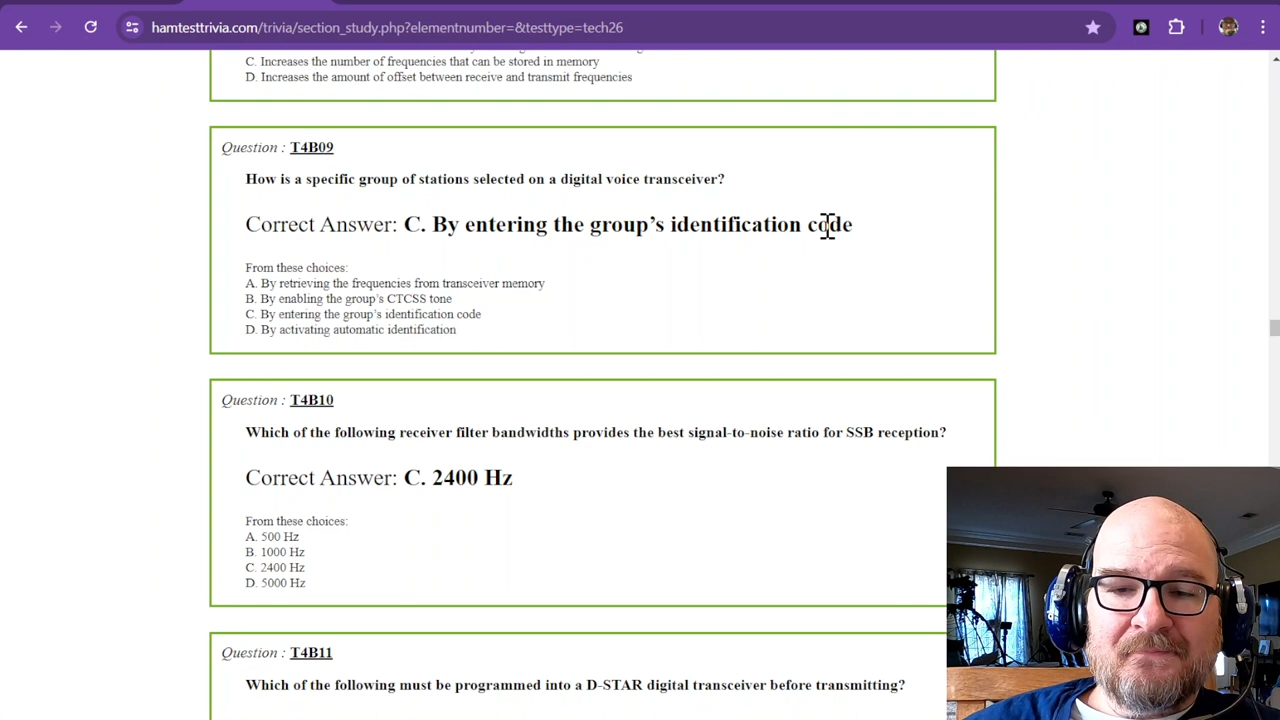 hamtesttrivia.com/trivia/section_study.php?elementnumber=&testtype=tech26
C. Increases the number of frequencies that can be stored in memory
D. Increases the amount of offset between receive and transmit frequencies
Question : T4B09
How is a specific group of stations selected on a digital voice transceiver?
Correct Answer: C. By entering the group’s identification code
From these choices:
A. By retrieving the frequencies from transceiver memory
B. By enabling the group’s CTCSS tone
C. By entering the group’s identification code
D. By activating automatic identification
Question : T4B10
Which of the following receiver filter bandwidths provides the best signal-to-noise ratio for SSB reception?
Correct Answer: C. 2400 Hz
From these choices:
A. 500 Hz
B. 1000 Hz
C. 2400 Hz
D. 5000 Hz
Question : T4B11
Which of the following must be programmed into a D-STAR digital transceiver before transmitting?